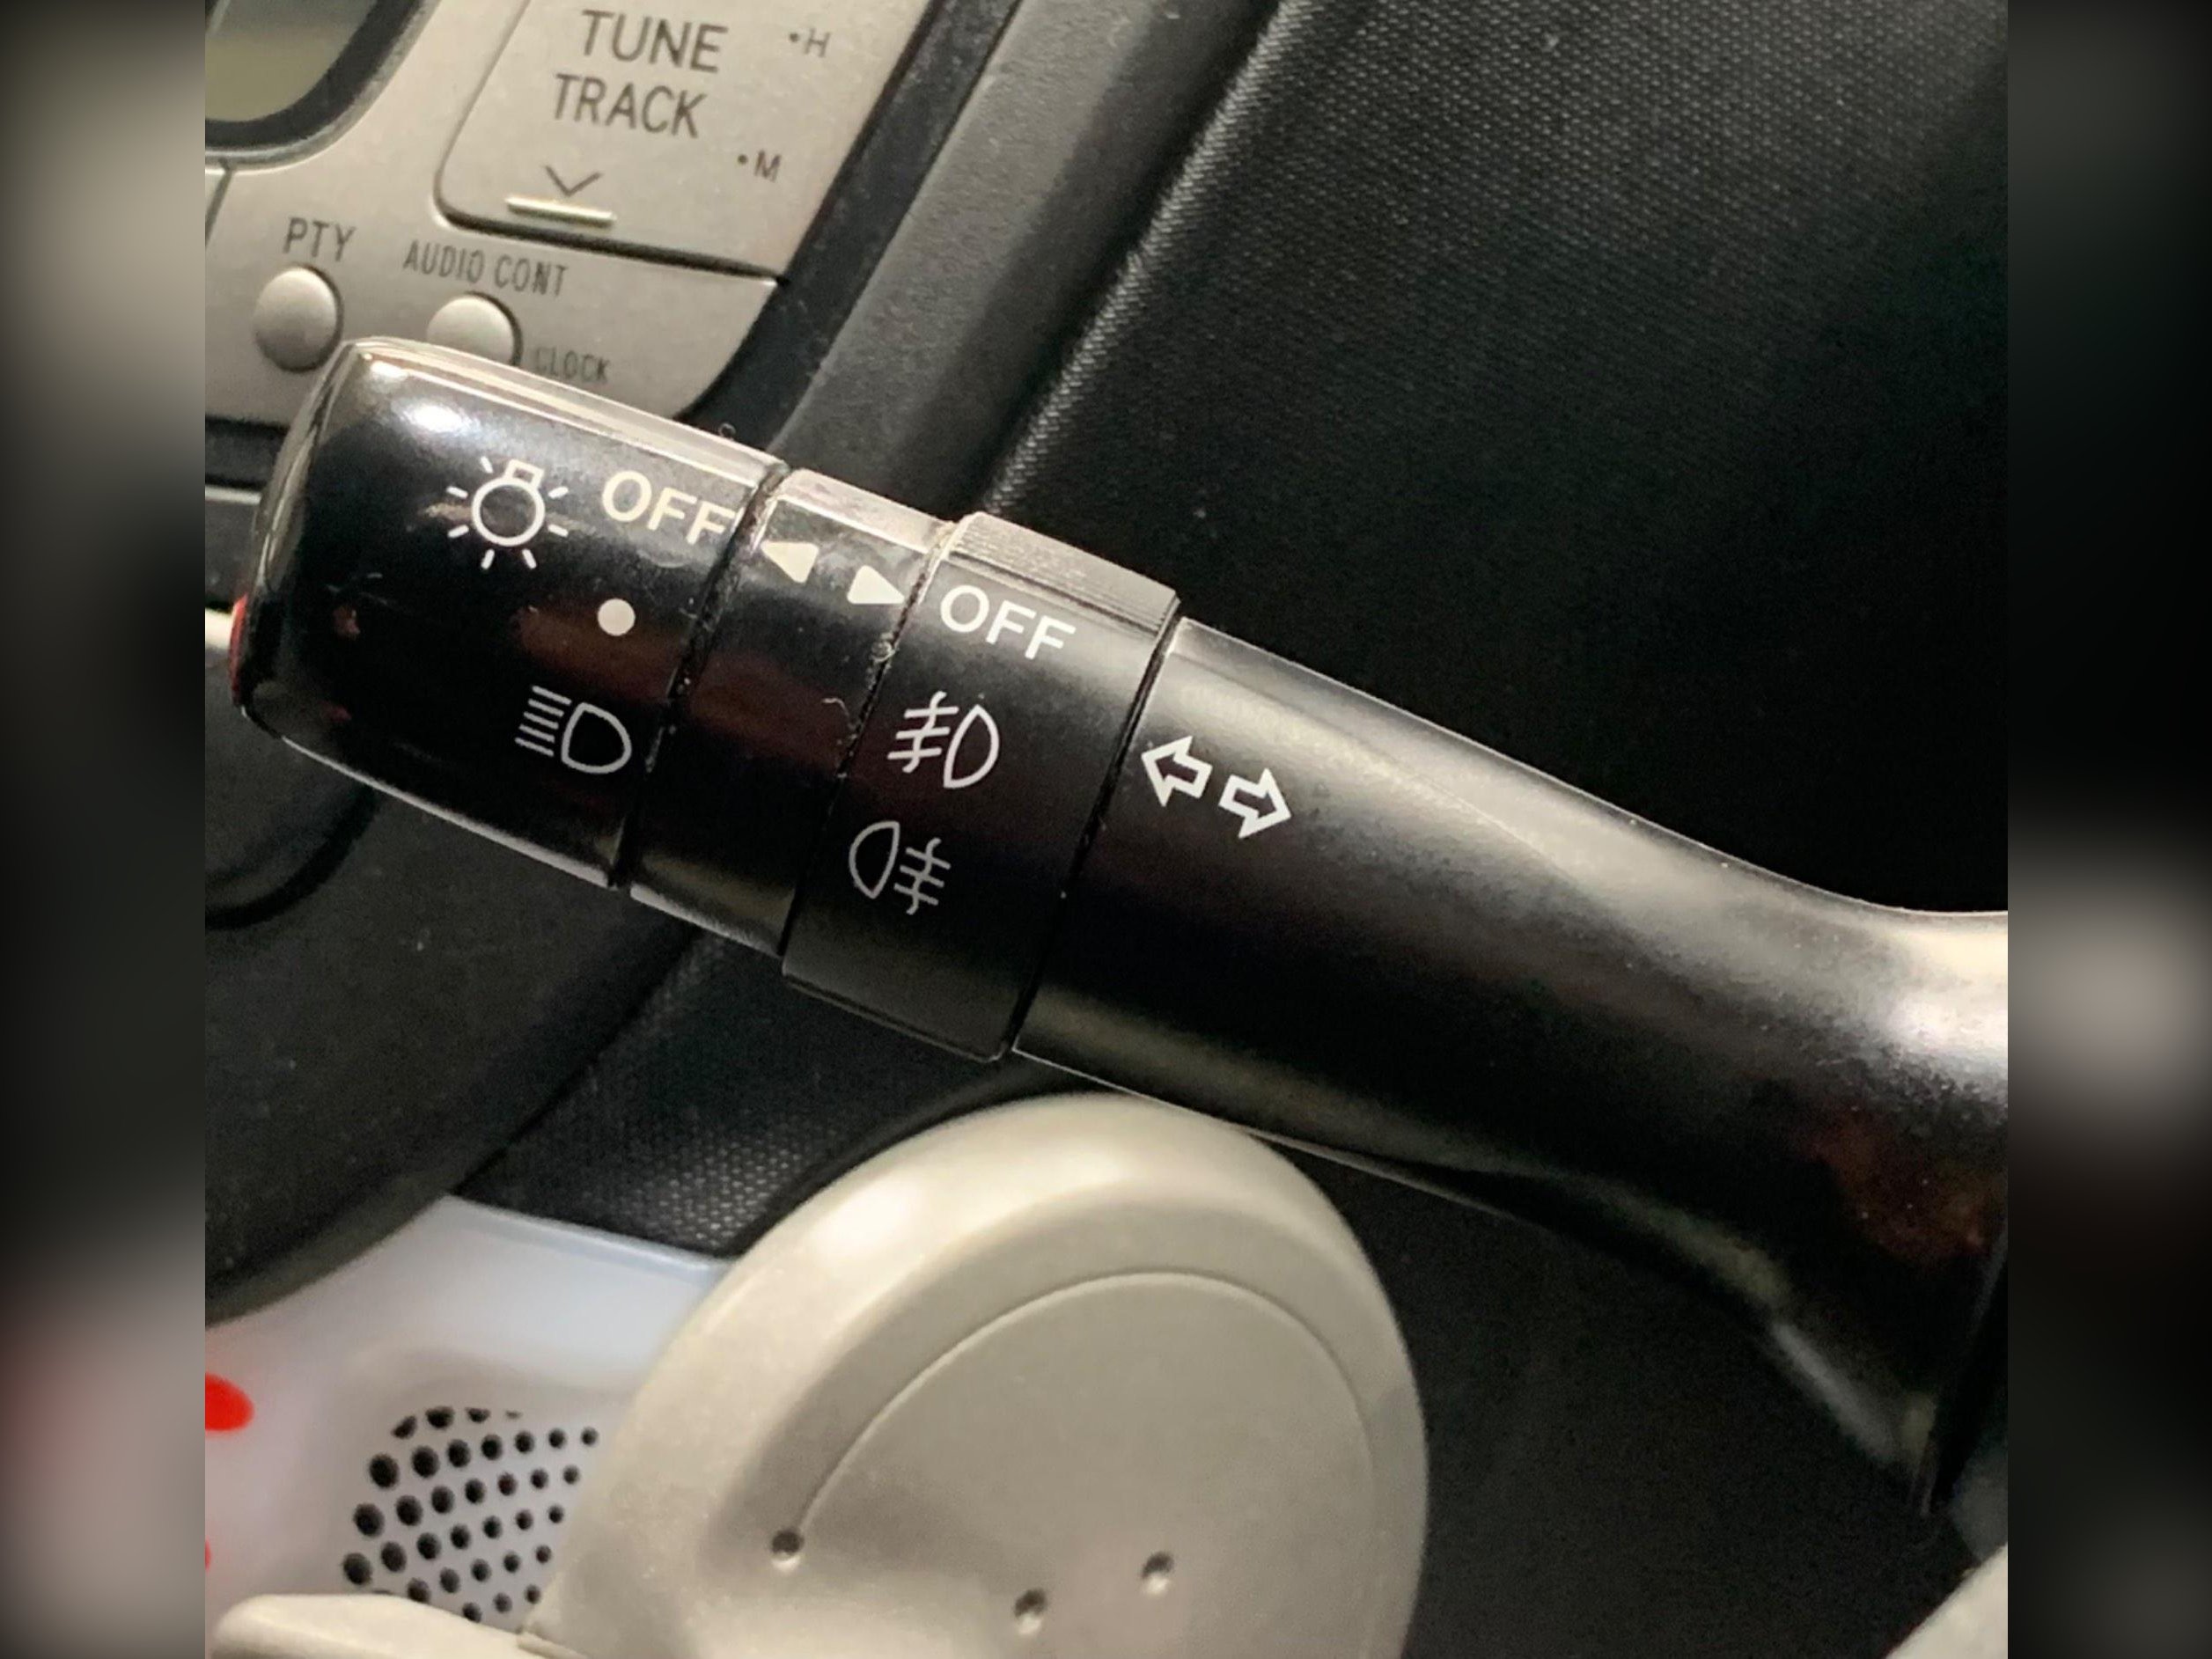 TUNE
TRACK
•H
•M
PTY
AUDIO CONT
CLOCK
OFF
OFF